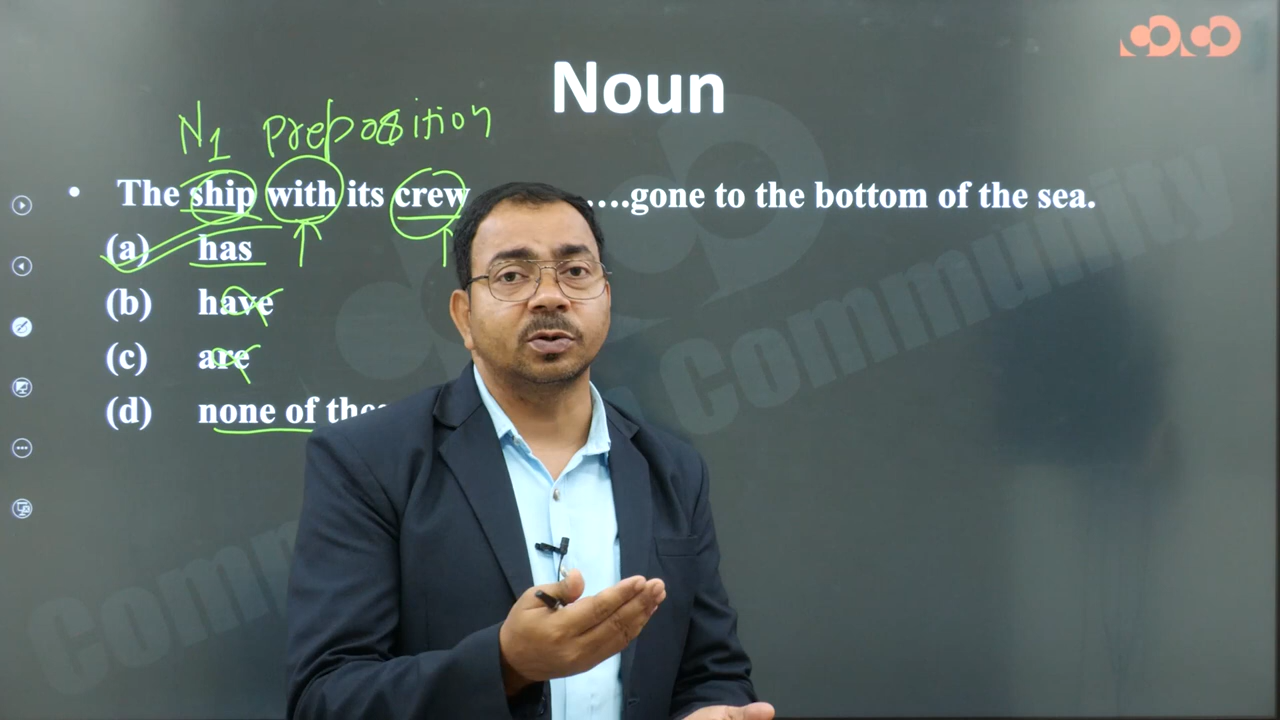 Noun
N1 preposition
• The ship with its crew ….gone to the bottom of the sea.
(a) has
(b) have
(c) are
(d) none of
Community